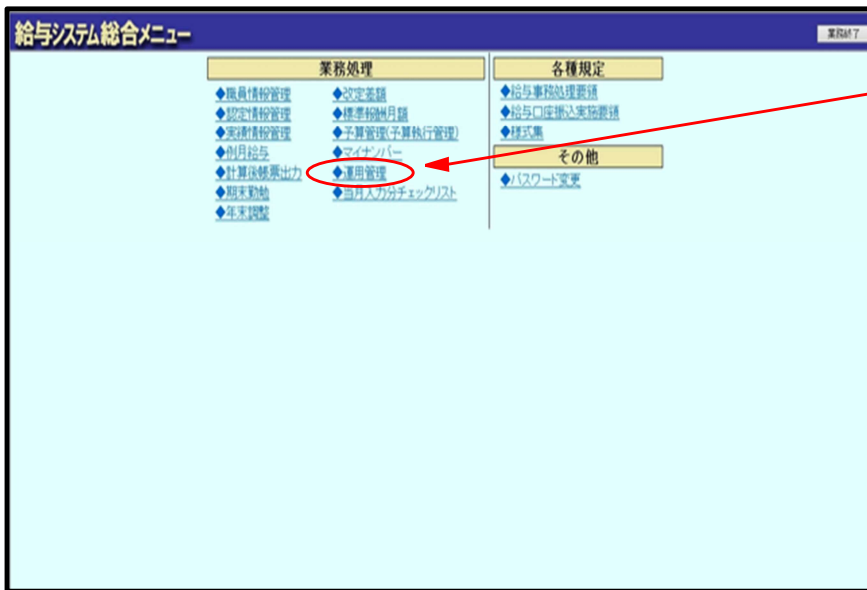 給与システム総合メニュー
業務終了
業務処理
◆職員情報管理
◆認定情報管理
◆実績情報管理
◆例月給与
◆計算後帳票出力
◆期末勤勉
◆年末調整
◆改定差額
◆標準報酬月額
◆予算管理(予算執行管理)
◆マイナンバー
◆運用管理
◆当月入力分チェックリスト
各種規定
◆給与事務処理要領
◆給与口座振込実施要領
◆様式集
その他
◆パスワード変更